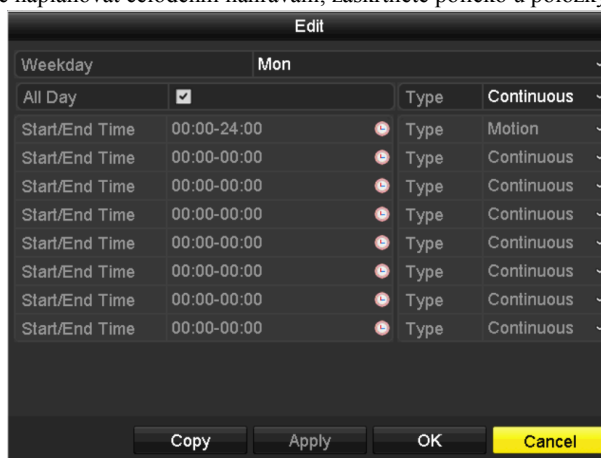 naplánovat celodenní nahrávání, zaškrtněte políčko u položky
Edit
Weekday Mon
All Day Type Continuous
Start/End Time 00:00-24:00 Type Motion
Start/End Time 00:00-00:00 Type Continuous
Start/End Time 00:00-00:00 Type Continuous
Start/End Time 00:00-00:00 Type Continuous
Start/End Time 00:00-00:00 Type Continuous
Start/End Time 00:00-00:00 Type Continuous
Start/End Time 00:00-00:00 Type Continuous
Start/End Time 00:00-00:00 Type Continuous
Copy Apply OK Cancel